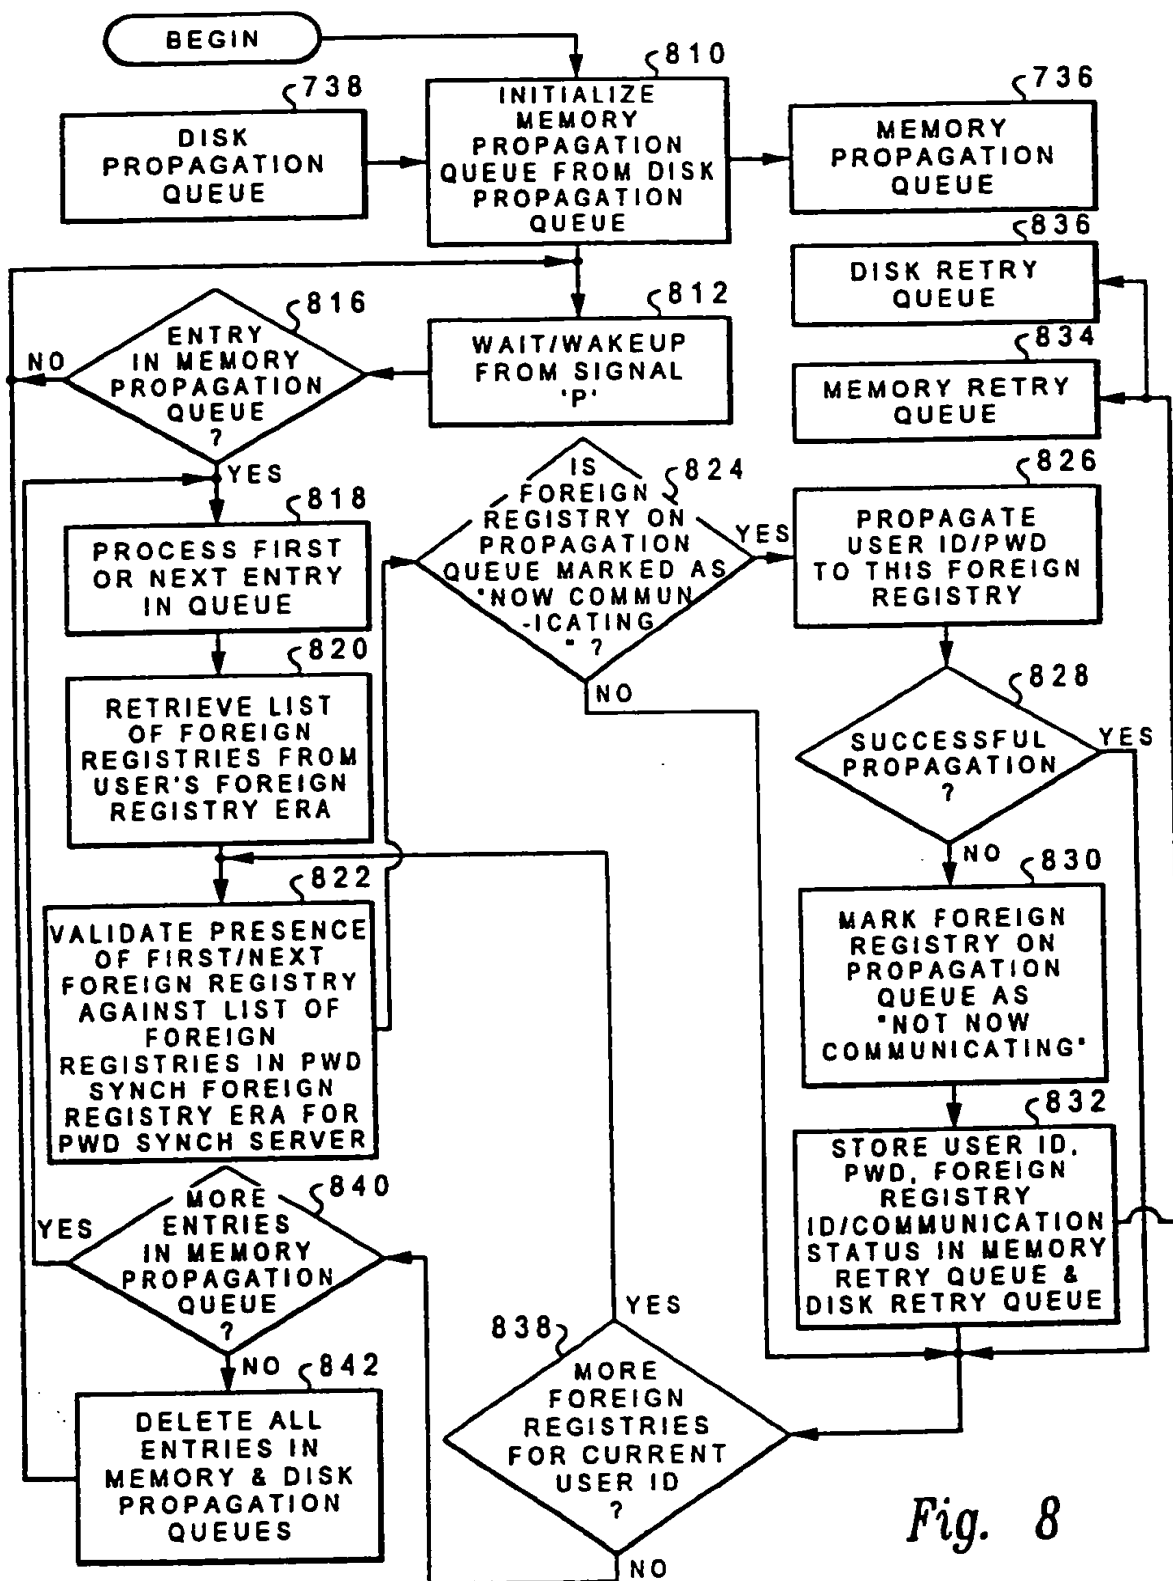 BEGIN
738
DISK
PROPAGATION
QUEUE
810
INITIALIZE
MEMORY
PROPAGATION
QUEUE FROM DISK
PROPAGATION
QUEUE
736
MEMORY
PROPAGATION
QUEUE
836
DISK RETRY
QUEUE
834
MEMORY RETRY
QUEUE
812
WAIT/WAKEUP
FROM SIGNAL
'P'
816
ENTRY
IN MEMORY
PROPAGATION
QUEUE
?
NO
YES
818
PROCESS FIRST
OR NEXT ENTRY
IN QUEUE
820
RETRIEVE LIST
OF FOREIGN
REGISTRIES FROM
USER'S FOREIGN
REGISTRY ERA
822
VALIDATE PRESENCE
OF FIRST/NEXT
FOREIGN REGISTRY
AGAINST LIST OF
FOREIGN
REGISTRIES IN PWD
SYNCH FOREIGN
REGISTRY ERA FOR
PWD SYNCH SERVER
824
IS
FOREIGN
REGISTRY ON
PROPAGATION
QUEUE MARKED AS
"NOW COMMUN
-ICATING
" ?
YES
NO
826
PROPAGATE
USER ID/PWD
TO THIS FOREIGN
REGISTRY
828
SUCCESSFUL
PROPAGATION
?
YES
NO
830
MARK FOREIGN
REGISTRY ON
PROPAGATION
QUEUE AS
"NOT NOW
COMMUNICATING"
832
STORE USER ID,
PWD, FOREIGN
REGISTRY
ID/COMMUNICATION
STATUS IN MEMORY
RETRY QUEUE &
DISK RETRY QUEUE
838
MORE
FOREIGN
REGISTRIES
FOR CURRENT
USER ID
?
YES
NO
840
MORE
ENTRIES
IN MEMORY
PROPAGATION
QUEUE
?
YES
NO
842
DELETE ALL
ENTRIES IN
MEMORY & DISK
PROPAGATION
QUEUES
Fig. 8